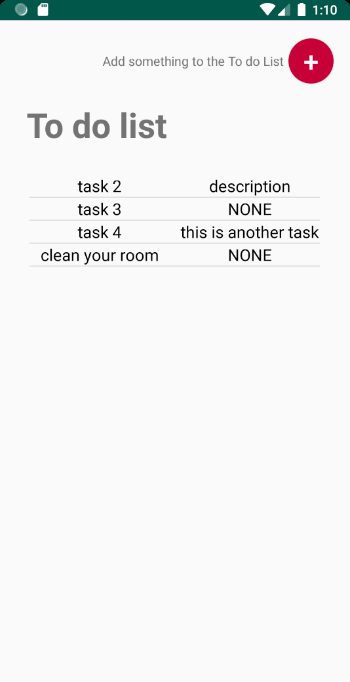 1:10
Add something to the To do List +
To do list
task 2 description
task 3 NONE
task 4 this is another task
clean your room NONE